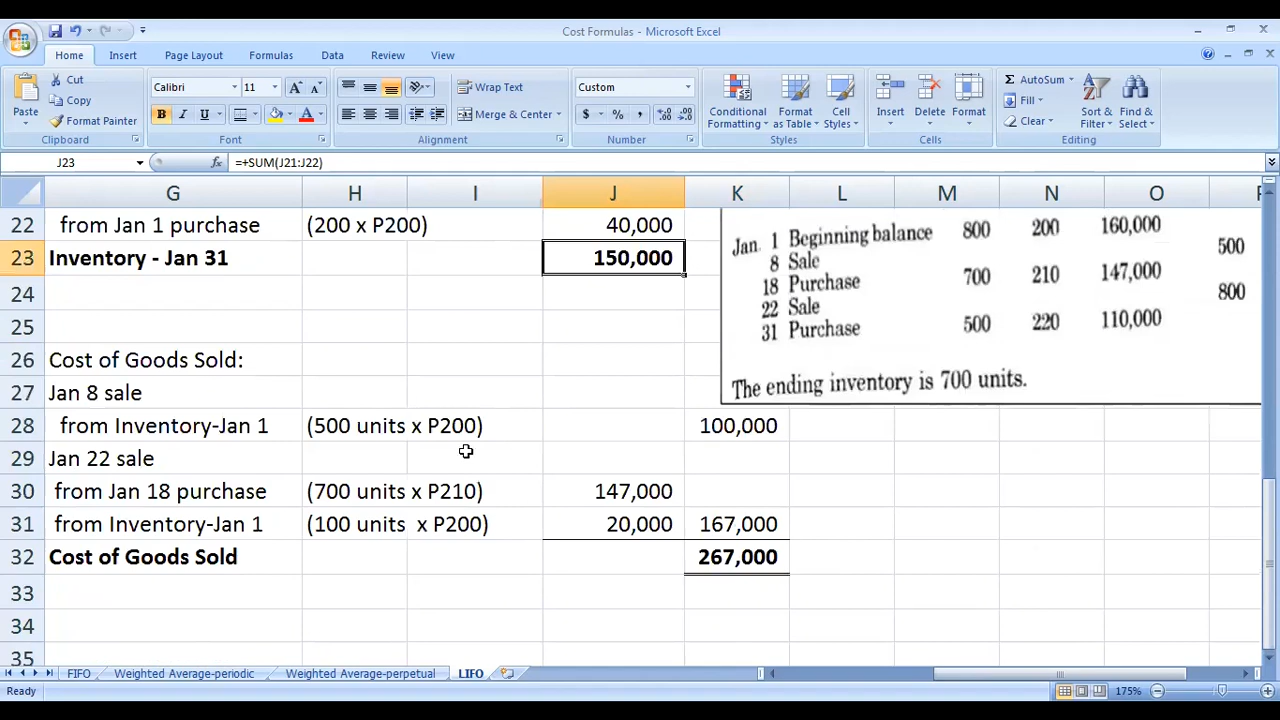 Cost Formulas - Microsoft Excel
Home Insert Page Layout Formulas Data Review View
Paste
Cut
Copy
Format Painter
Clipboard
Calibri 11
B I U
Font
Wrap Text
Merge & Center
Alignment
Custom
$ % ,
Number
Conditional Formatting
Format as Table
Cell Styles
Styles
Insert Delete Format
Cells
AutoSum
Fill
Clear
Sort & Filter
Find & Select
Editing
J23 fx =+SUM(J21:J22)
G H I J K L M N O
22 from Jan 1 purchase (200 x P200) 40,000
23 Inventory - Jan 31 150,000
24
25
26 Cost of Goods Sold:
27 Jan 8 sale
28 from Inventory-Jan 1 (500 units x P200) 100,000
29 Jan 22 sale
30 from Jan 18 purchase (700 units x P210) 147,000
31 from Inventory-Jan 1 (100 units x P200) 20,000 167,000
32 Cost of Goods Sold 267,000
33
34
35
Jan. 1 Beginning balance 800 200 160,000
8 Sale 500
18 Purchase 700 210 147,000
22 Sale 800
31 Purchase 500 220 110,000
The ending inventory is 700 units.
FIFO Weighted Average-periodic Weighted Average-perpetual LIFO
Ready 175%